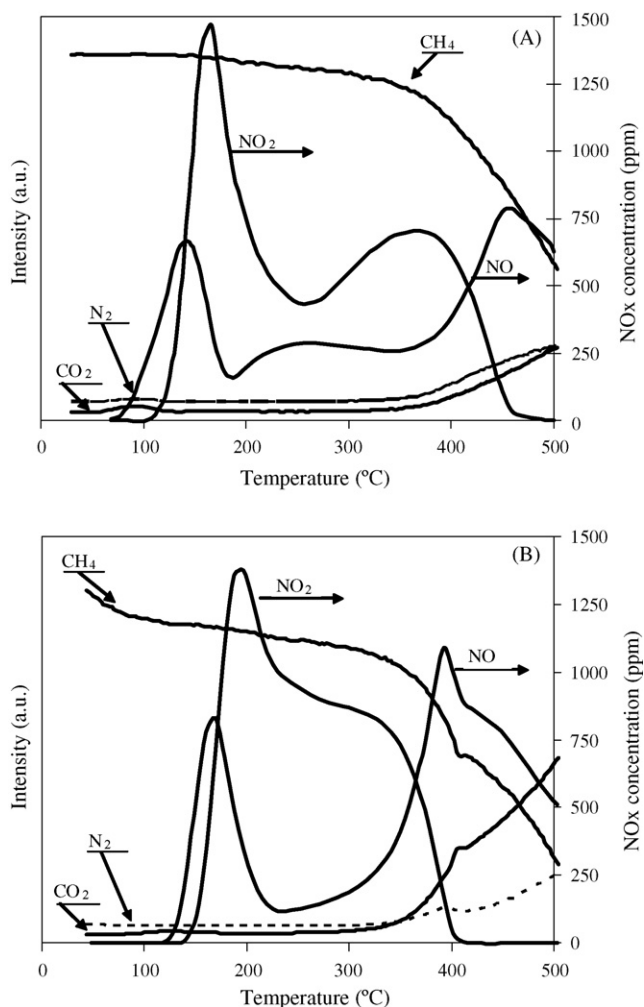 (A)
CH₄
NO₂
NO
N₂
CO₂
Intensity (a.u.)
NOx concentration (ppm)
1500
1250
1000
750
500
250
0
0 100 200 300 400 500
Temperature (ºC)
(B)
CH₄
NO₂
NO
N₂
CO₂
Intensity (a.u.)
NOx concentration (ppm)
1500
1250
1000
750
500
250
0
0 100 200 300 400 500
Temperature (ºC)